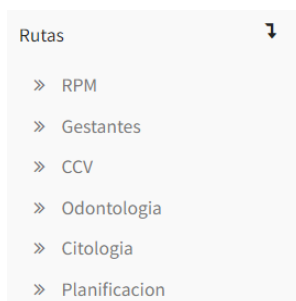 Rutas
RPM
Gestantes
CCV
Odontologia
Citologia
Planificacion